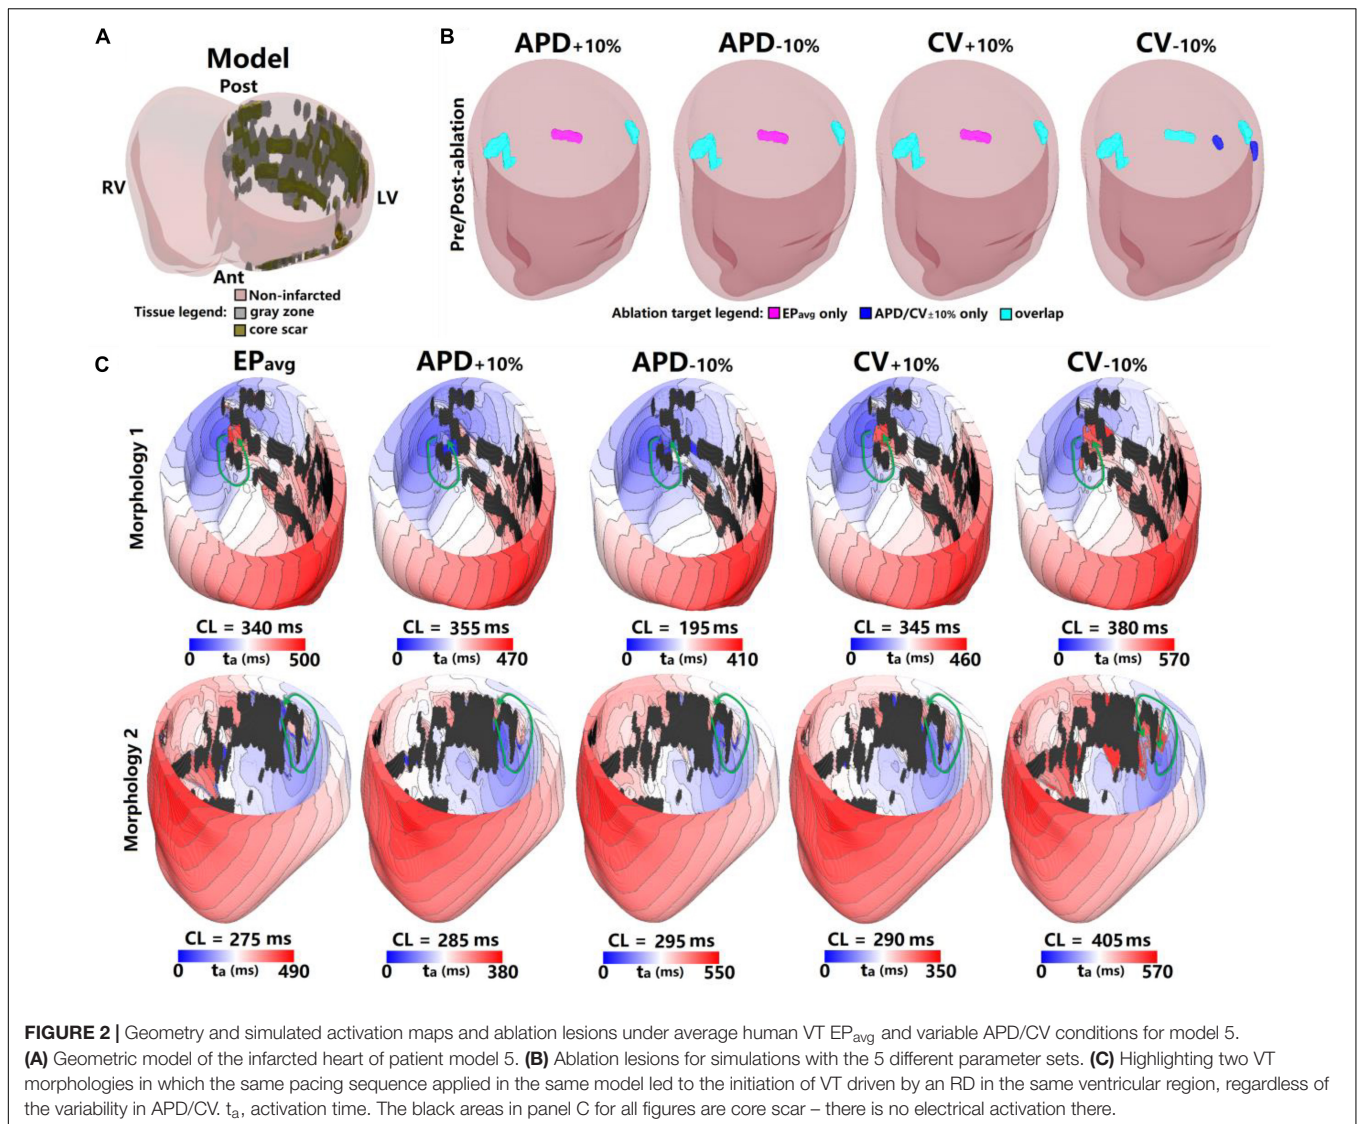 A
Model
Post
RV
LV
Ant
Tissue legend:
Non-infarcted
gray zone
core scar
B
APD+10%
APD-10%
CV+10%
CV-10%
Pre/Post-ablation
Ablation target legend: EPavg only APD/CV±10% only overlap
C
EPavg
APD+10%
APD-10%
CV+10%
CV-10%
Morphology 1
CL = 340 ms
0 ta (ms) 500
CL = 355 ms
0 ta (ms) 470
CL = 195 ms
0 ta (ms) 410
CL = 345 ms
0 ta (ms) 460
CL = 380 ms
0 ta (ms) 570
Morphology 2
CL = 275 ms
0 ta (ms) 490
CL = 285 ms
0 ta (ms) 380
CL = 295 ms
0 ta (ms) 550
CL = 290 ms
0 ta (ms) 350
CL = 405 ms
0 ta (ms) 570
FIGURE 2 | Geometry and simulated activation maps and ablation lesions under average human VT EPavg and variable APD/CV conditions for model 5.
(A) Geometric model of the infarcted heart of patient model 5. (B) Ablation lesions for simulations with the 5 different parameter sets. (C) Highlighting two VT
morphologies in which the same pacing sequence applied in the same model led to the initiation of VT driven by an RD in the same ventricular region, regardless of
the variability in APD/CV. ta, activation time. The black areas in panel C for all figures are core scar – there is no electrical activation there.